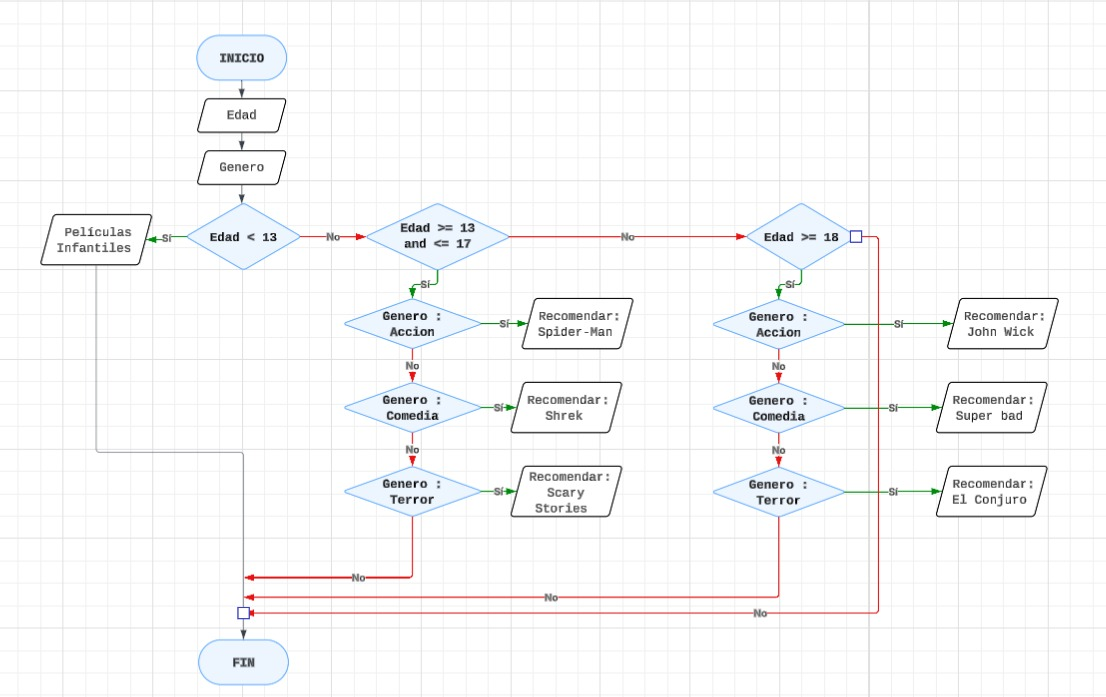 INICIO
Edad
Genero
Películas
Infantiles
Sí
Edad < 13
No
Edad >= 13
and <= 17
No
Edad >= 18
Sí
Sí
Genero :
Accion
Sí
Recomendar:
Spider-Man
Genero :
Accion
Sí
Recomendar:
John Wick
No
No
Genero :
Comedia
Sí
Recomendar:
Shrek
Genero :
Comedia
Sí
Recomendar:
Super bad
No
No
Genero :
Terror
Sí
Recomendar:
Scary
Stories
Genero :
Terror
Sí
Recomendar:
El Conjuro
No
No
No
FIN